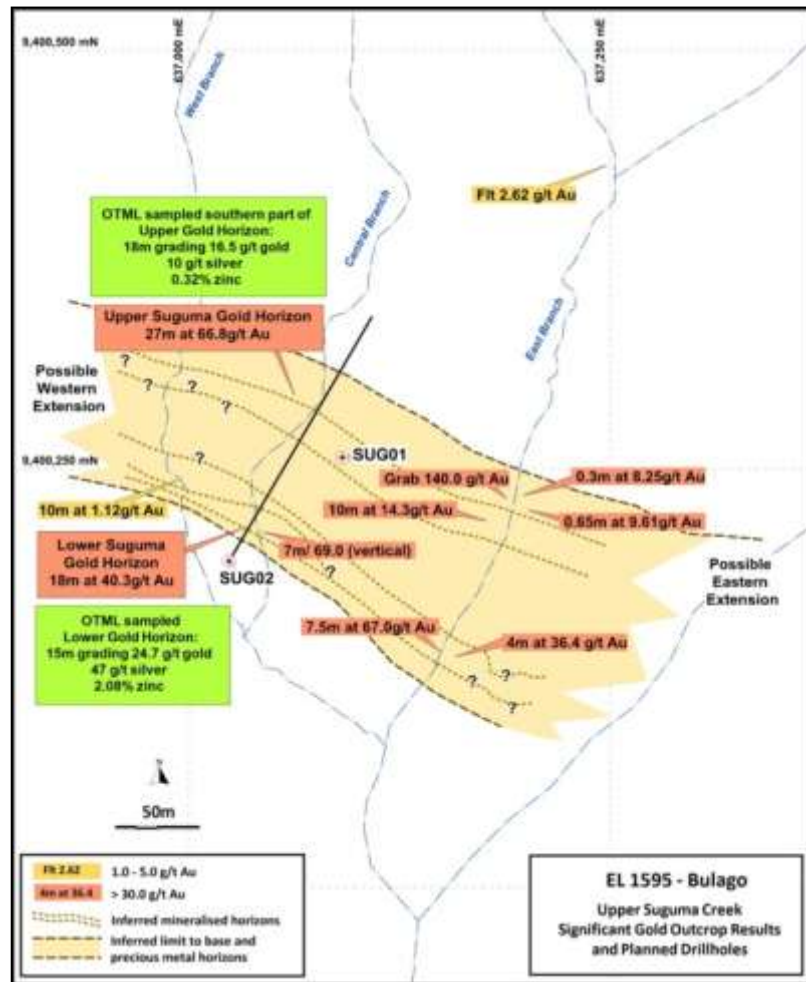 9,400,500 mN
637,000 mE
637,250 mE
West Branch
Flt 2.62 g/t Au
OTML sampled southern part of
Upper Gold Horizon:
18m grading 16.5 g/t gold
10 g/t silver
0.32% zinc
Central Branch
East Branch
Upper Suguma Gold Horizon
27m at 66.8g/t Au
?
Possible
Western
Extension
?
?
?
9,400,250 mN
?
SUG01
Grab 140.0 g/t Au
0.3m at 8.25g/t Au
10m at 1.12g/t Au
10m at 14.3g/t Au
0.65m at 9.61g/t Au
Lower Suguma
Gold Horizon
18m at 40.3g/t Au
7m/ 69.0 (vertical)
SUG02
?
Possible
Eastern
Extension
OTML sampled
Lower Gold Horizon:
15m grading 24.7 g/t gold
47 g/t silver
2.08% zinc
7.5m at 67.0g/t Au
4m at 36.4 g/t Au
?
?
?
?
50m
Flt 2.62 1.0 - 5.0 g/t Au
4m at 36.4 > 30.0 g/t Au
Inferred mineralised horizons
Inferred limit to base and
precious metal horizons
EL 1595 - Bulago
Upper Suguma Creek
Significant Gold Outcrop Results
and Planned Drillholes